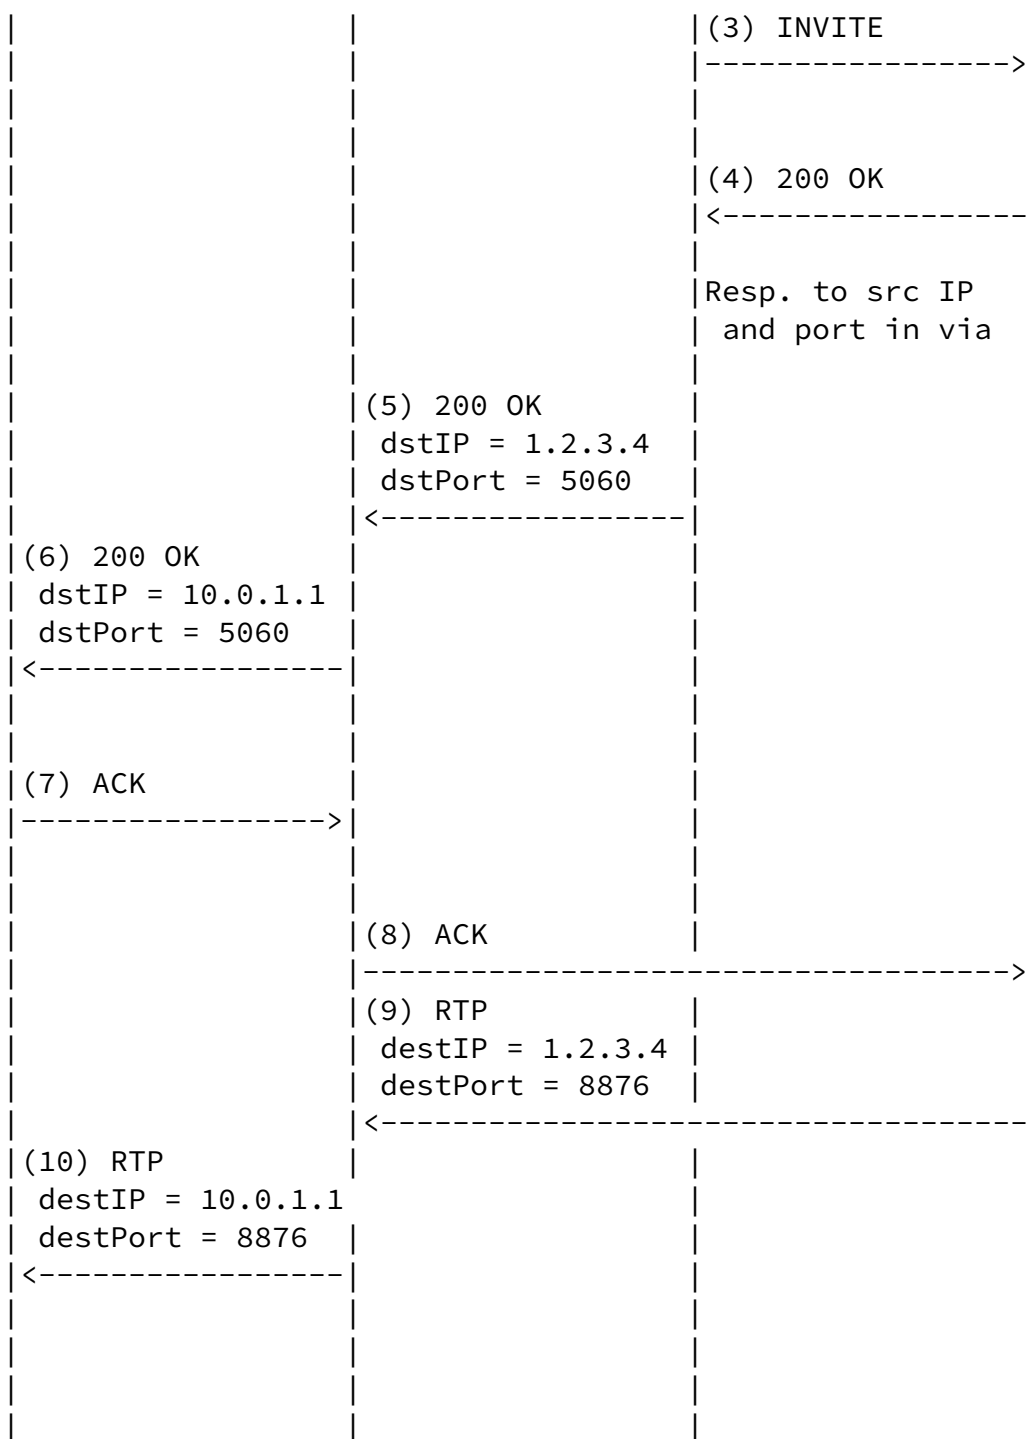 (3) INVITE
(4) 200 OK
Resp. to src IP
and port in via
(5) 200 OK
dstIP = 1.2.3.4
dstPort = 5060
(6) 200 OK
dstIP = 10.0.1.1
dstPort = 5060
(7) ACK
(8) ACK
(9) RTP
destIP = 1.2.3.4
destPort = 8876
(10) RTP
destIP = 10.0.1.1
destPort = 8876